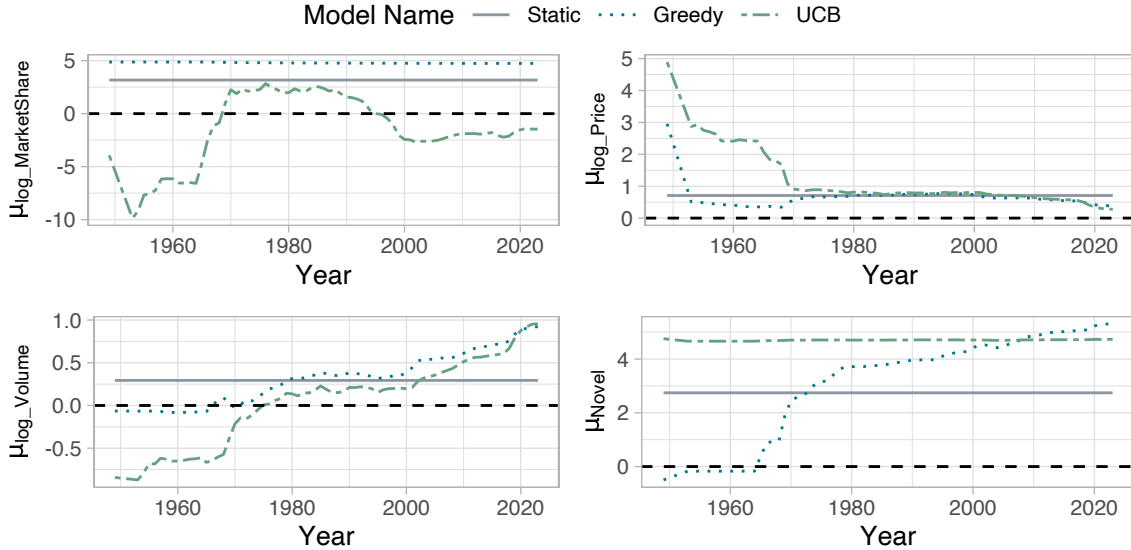 Model Name Static Greedy UCB
μlog_MarketShare
5
0
-5
-10
1960 1980 2000 2020
Year
μlog_Price
5
4
3
2
1
0
1960 1980 2000 2020
Year
μlog_Volume
1.0
0.5
0.0
-0.5
1960 1980 2000 2020
Year
μNovel
4
2
0
1960 1980 2000 2020
Year